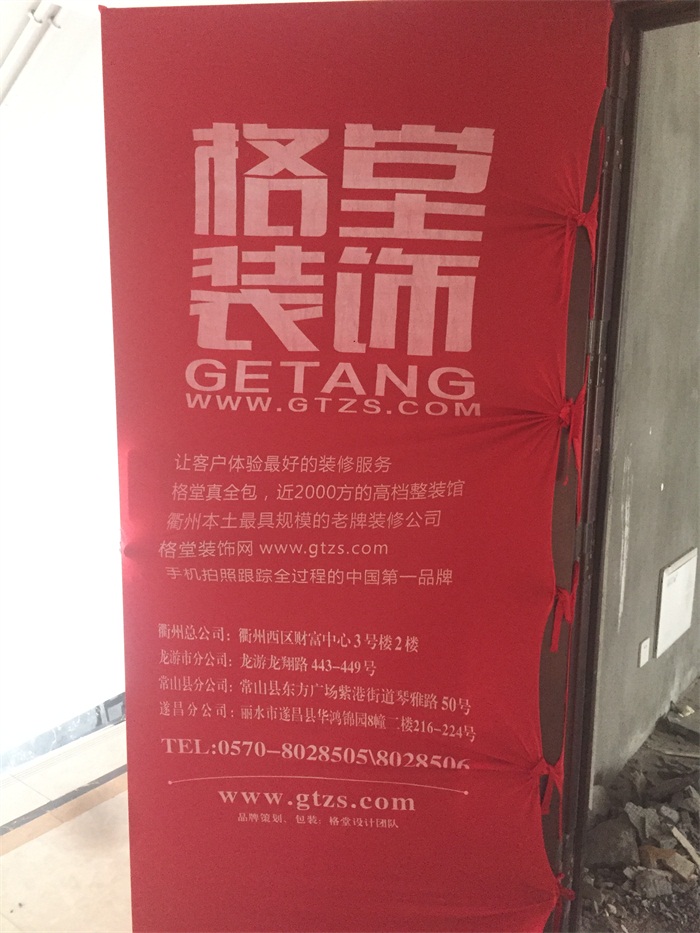 格堂
装饰
GETANG
WWW.GTZS.COM
让客户体验最好的装修服务
格堂真全包，近2000方的高档整装馆
衢州本土最具规模的老牌装修公司
格堂装饰网 www.gtzs.com
手机拍照跟踪全过程的中国第一品牌
衢州总公司：衢州西区财富中心3号楼2楼
龙游市分公司：龙游龙翔路 443-449号
常山县分公司：常山县东方广场紫港街道琴雅路50号
遂昌分公司：丽水市遂昌县华鸿锦园8幢二楼216-224号
TEL:0570-8028505\8028506
www.gtzs.com
品牌策划、包装：格堂设计团队